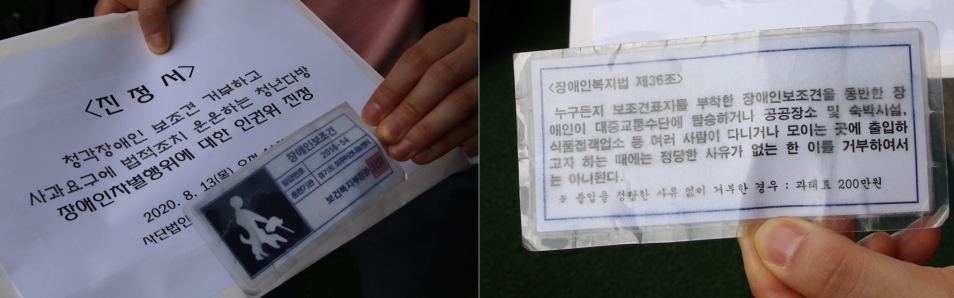 <진 정 서>
청각장애인 보조견 거부하고
사과요구에 법적조치 운운하는 청년다방
장애인차별행위에 대한 인권위 진정
2020. 8. 13(목)
사단법인
장애인보조견
2016-54
보건복지부장관
<장애인복지법 제36조>
누구든지 보조견표지를 부착한 장애인보조견을 동반한 장
애인이 대중교통수단에 탑승하거나 공공장소 및 숙박시설,
식품접객업소 등 여러 사람이 다니거나 모이는 곳에 출입하
고자 하는 때에는 정당한 사유가 없는 한 이를 거부하여서
는 아니된다.
※ 출입을 정당한 사유 없이 거부한 경우 : 과태료 200만원